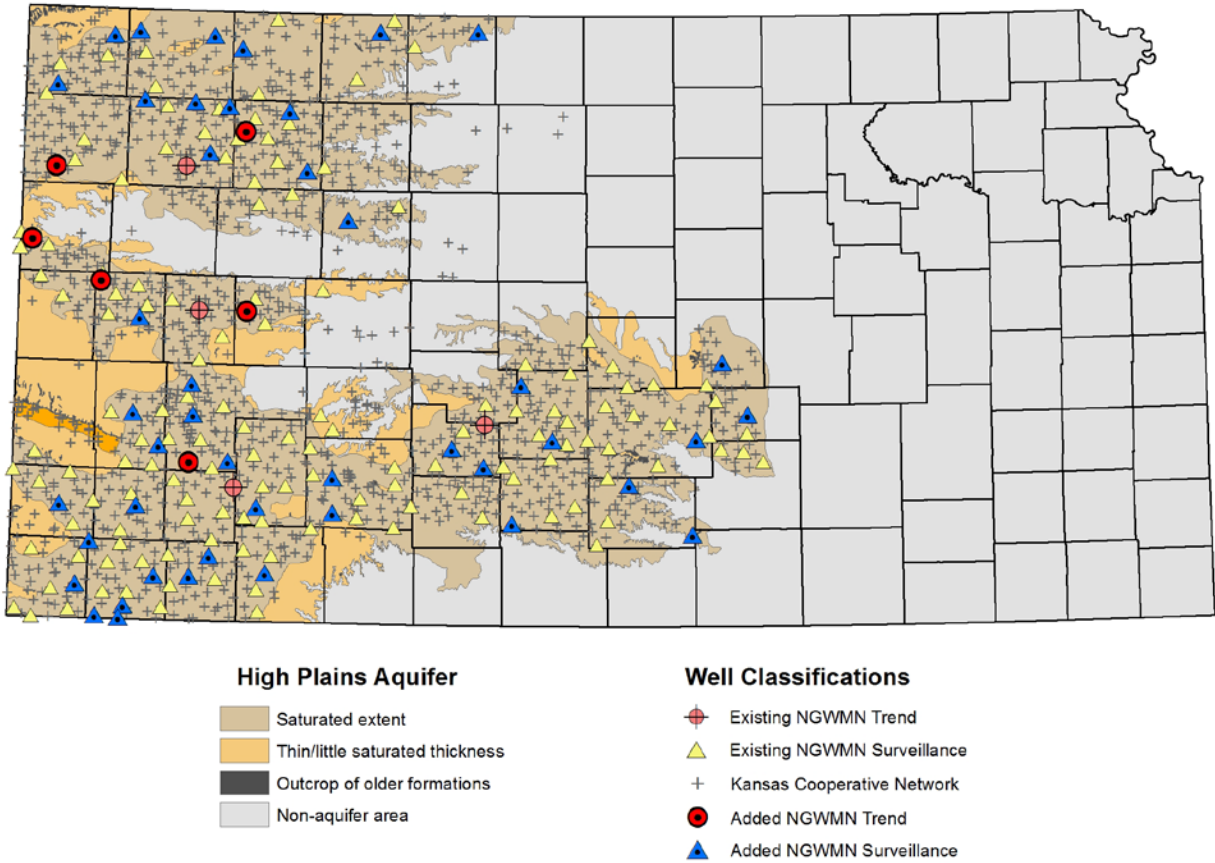 High Plains Aquifer
Saturated extent
Thin/little saturated thickness
Outcrop of older formations
Non-aquifer area
Well Classifications
Existing NGWMN Trend
Existing NGWMN Surveillance
Kansas Cooperative Network
Added NGWMN Trend
Added NGWMN Surveillance